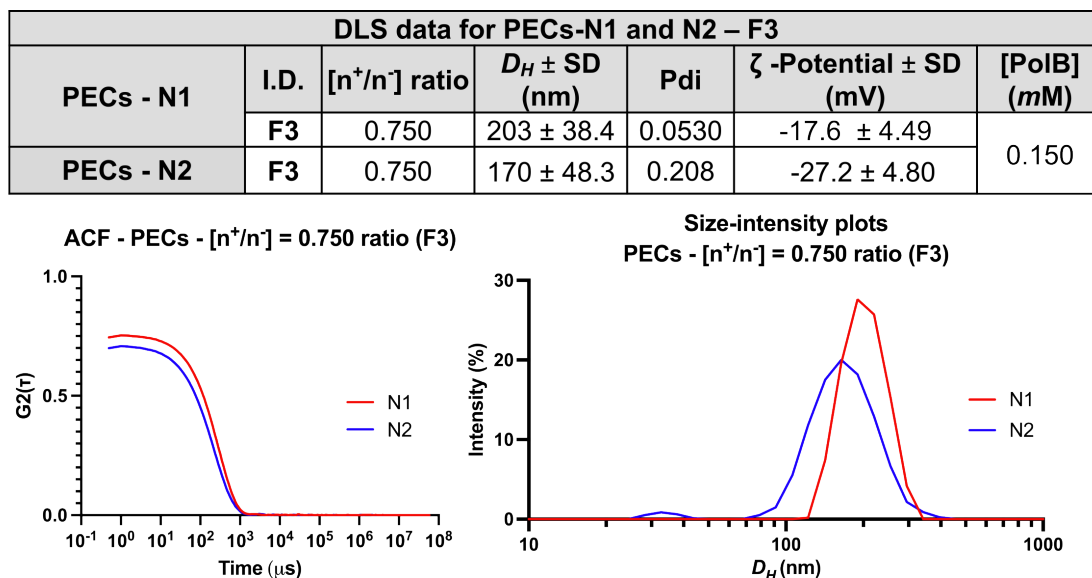 DLS data for PECs-N1 and N2 – F3
PECs - N1
I.D.
[n⁺/n⁻] ratio
D_H ± SD
(nm)
Pdi
ζ -Potential ± SD
(mV)
[PolB]
(mM)
F3
0.750
203 ± 38.4
0.0530
-17.6 ± 4.49
0.150
PECs - N2
F3
0.750
170 ± 48.3
0.208
-27.2 ± 4.80
ACF - PECs - [n⁺/n⁻] = 0.750 ratio (F3)
1.0
0.5
0.0
G2(τ)
N1
N2
10⁻¹ 10⁰ 10¹ 10² 10³ 10⁴ 10⁵ 10⁶ 10⁷ 10⁸
Time (μs)
Size-intensity plots
PECs - [n⁺/n⁻] = 0.750 ratio (F3)
30
20
10
0
Intensity (%)
N1
N2
10 100 1000
D_H (nm)